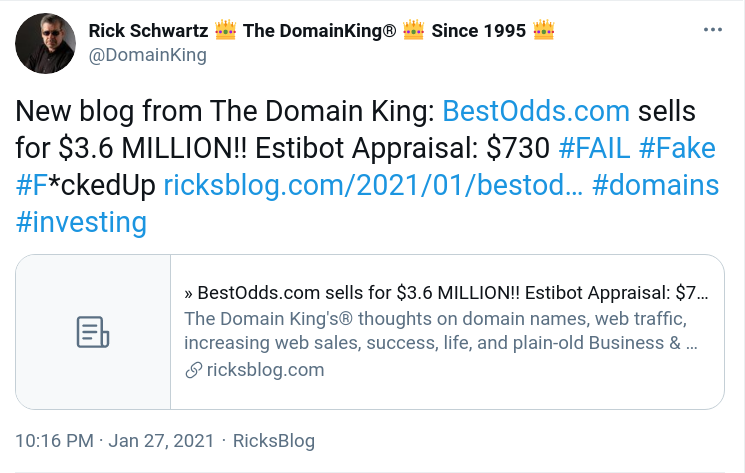 Rick Schwartz 👑 The DomainKing® 👑 Since 1995 👑
@DomainKing
New blog from The Domain King: BestOdds.com sells
for $3.6 MILLION!! Estibot Appraisal: $730 #FAIL #Fake
#F*ckedUp ricksblog.com/2021/01/bestod… #domains
#investing
» BestOdds.com sells for $3.6 MILLION!! Estibot Appraisal: $7…
The Domain King's® thoughts on domain names, web traffic,
increasing web sales, success, life, and plain-old Business & …
ricksblog.com
10:16 PM · Jan 27, 2021 · RicksBlog